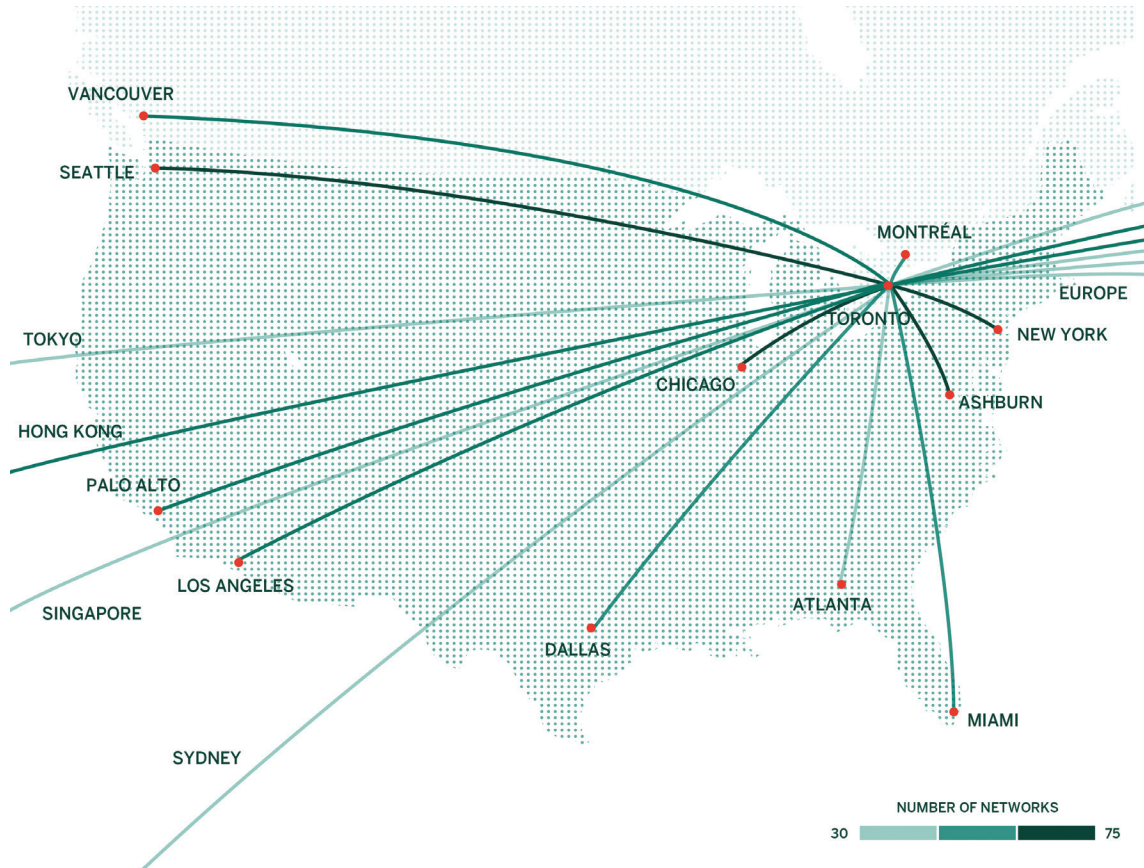 VANCOUVER
SEATTLE
MONTRÉAL
EUROPE
TORONTO
NEW YORK
TOKYO
CHICAGO
ASHBURN
HONG KONG
PALO ALTO
LOS ANGELES
SINGAPORE
ATLANTA
DALLAS
MIAMI
SYDNEY
NUMBER OF NETWORKS
30 75